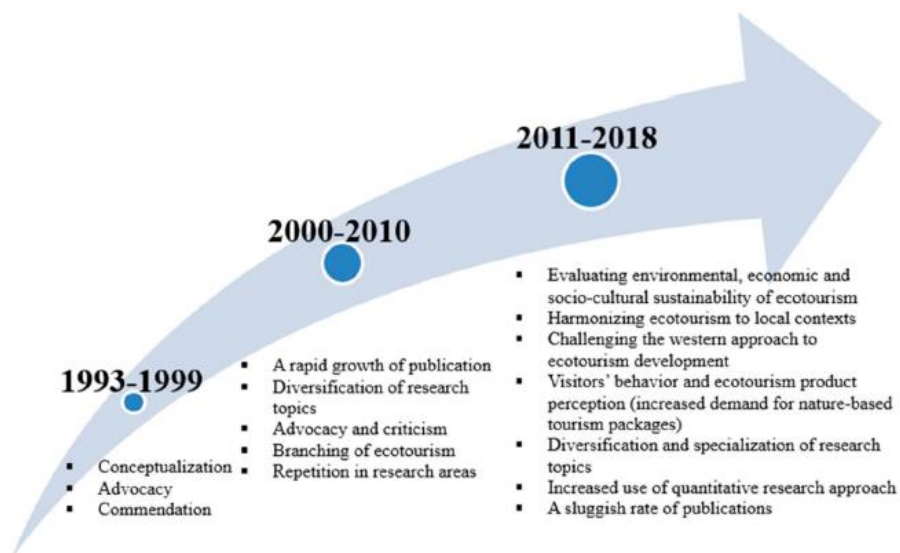 1993-1999
▪ Conceptualization
▪ Advocacy
▪ Commendation
2000-2010
▪ A rapid growth of publication
▪ Diversification of research
topics
▪ Advocacy and criticism
▪ Branching of ecotourism
▪ Repetition in research areas
2011-2018
▪ Evaluating environmental, economic and
socio-cultural sustainability of ecotourism
▪ Harmonizing ecotourism to local contexts
▪ Challenging the western approach to
ecotourism development
▪ Visitors’ behavior and ecotourism product
perception (increased demand for nature-based
tourism packages)
▪ Diversification and specialization of research
topics
▪ Increased use of quantitative research approach
▪ A sluggish rate of publications